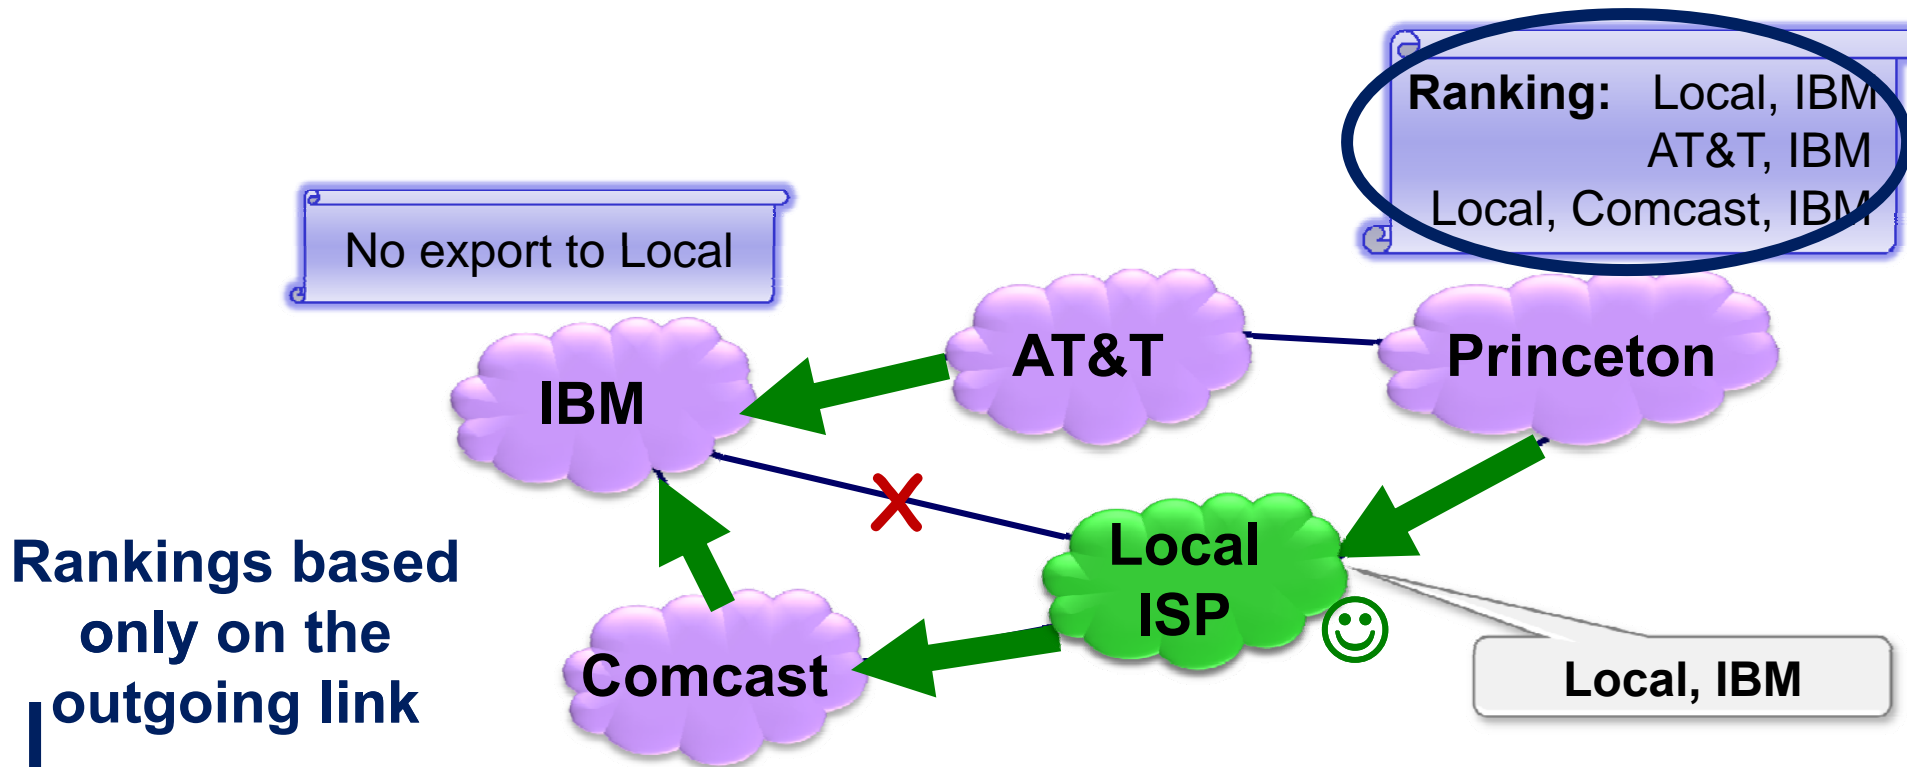 Ranking: Local, IBM
AT&T, IBM
Local, Comcast, IBM
No export to Local
AT&T
Princeton
IBM
X
Local
ISP
Rankings based
only on the
outgoing link
Comcast
Local, IBM